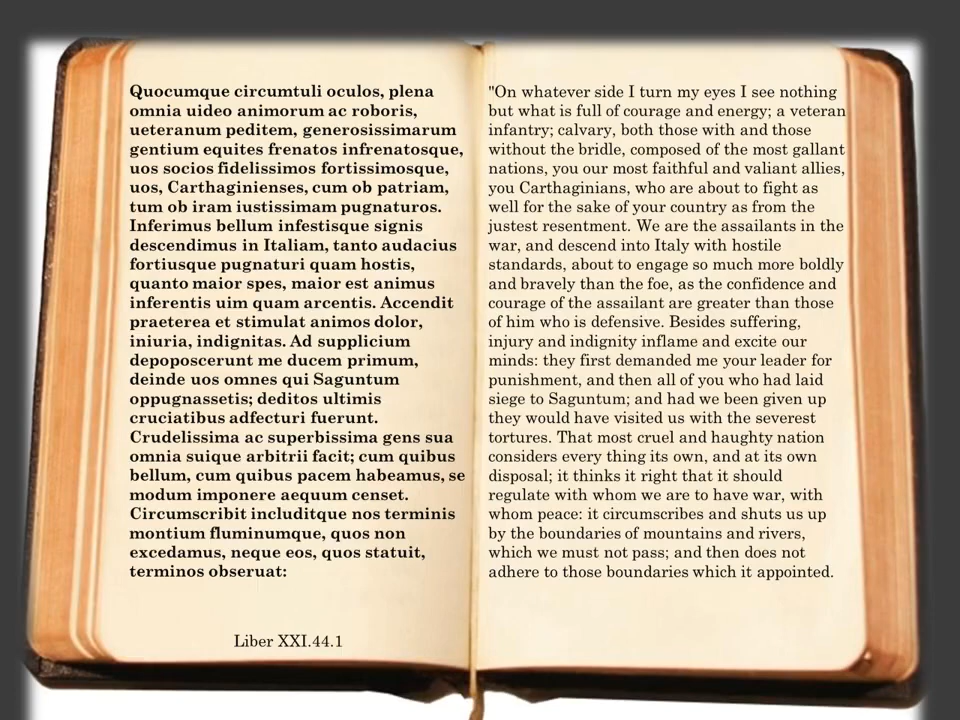 Quocumque circumtuli oculos, plena
omnia uideo animorum ac roboris,
ueteranum peditem, generosissimarum
gentium equites frenatos infrenatosque,
uos socios fidelissimos fortissimosque,
uos, Carthaginienses, cum ob patriam,
tum ob iram iustissimam pugnaturos.
Inferimus bellum infestisque signis
descendimus in Italiam, tanto audacius
fortiusque pugnaturi quam hostis,
quanto maior spes, maior est animus
inferentis uim quam arcentis. Accendit
praeterea et stimulat animos dolor,
iniuria, indignitas. Ad supplicium
depoposcerunt me ducem primum,
deinde uos omnes qui Saguntum
oppugnassetis; deditos ultimis
cruciatibus adfecturi fuerunt.
Crudelissima ac superbissima gens sua
omnia suique arbitrii facit; cum quibus
bellum, cum quibus pacem habeamus, se
modum imponere aequum censet.
Circumscribit includitque nos terminis
montium fluminumque, quos non
excedamus, neque eos, quos statuit,
terminos obseruat:
Liber XXI.44.1
"On whatever side I turn my eyes I see nothing
but what is full of courage and energy; a veteran
infantry; calvary, both those with and those
without the bridle, composed of the most gallant
nations, you our most faithful and valiant allies,
you Carthaginians, who are about to fight as
well for the sake of your country as from the
justest resentment. We are the assailants in the
war, and descend into Italy with hostile
standards, about to engage so much more boldly
and bravely than the foe, as the confidence and
courage of the assailant are greater than those
of him who is defensive. Besides suffering,
injury and indignity inflame and excite our
minds: they first demanded me your leader for
punishment, and then all of you who had laid
siege to Saguntum; and had we been given up
they would have visited us with the severest
tortures. That most cruel and haughty nation
considers every thing its own, and at its own
disposal; it thinks it right that it should
regulate with whom we are to have war, with
whom peace: it circumscribes and shuts us up
by the boundaries of mountains and rivers,
which we must not pass; and then does not
adhere to those boundaries which it appointed.